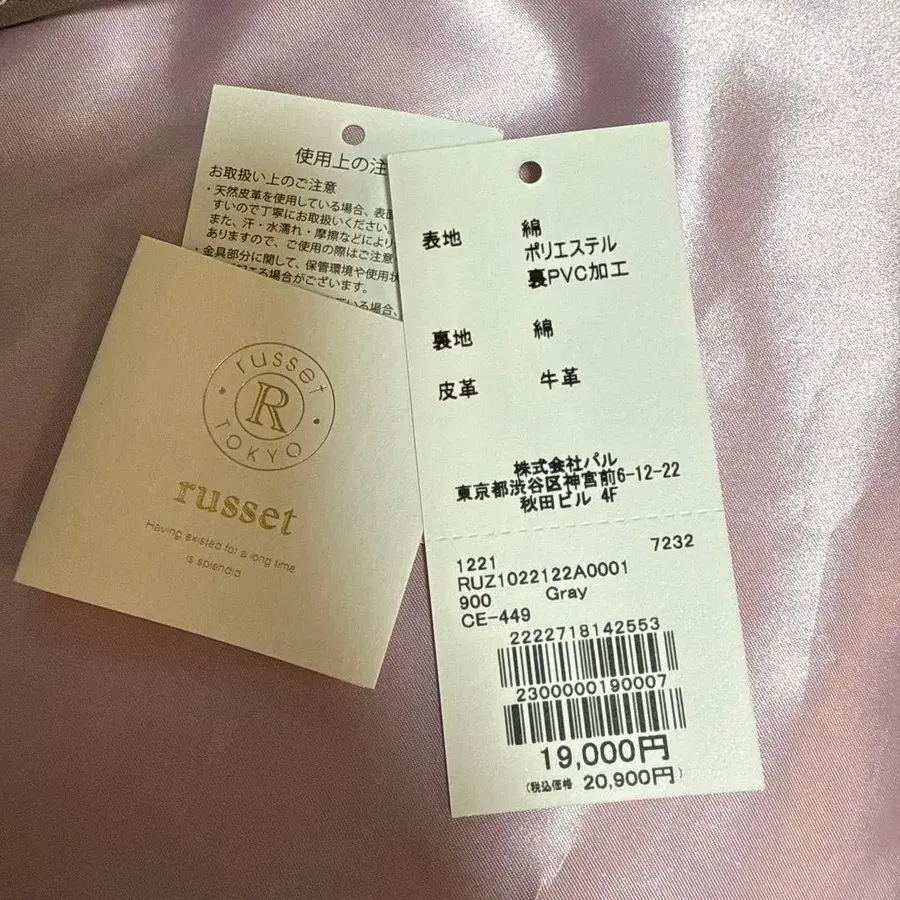 使用上の注
お取扱い上のご注意
・天然皮革を使用している場合、表面
すいので丁寧にお取扱いください。
また、汗・水濡れ・摩擦などにより
ありますので、ご使用の際はご注意
・金具部分に関して、保管環境や使用状
場合がございます。
いる場合、
russet
R
TOKYO
russet
Having existed for a long time
is splendid
表地 綿
ポリエステル
裏PVC加工
裏地 綿
皮革 牛革
株式会社パル
東京都渋谷区神宮前6-12-22
秋田ビル 4F
1221 7232
RUZ1022122A0001
900 Gray
CE-449
2222718142553
2300000190007
19,000円
(税込価格 20,900円)